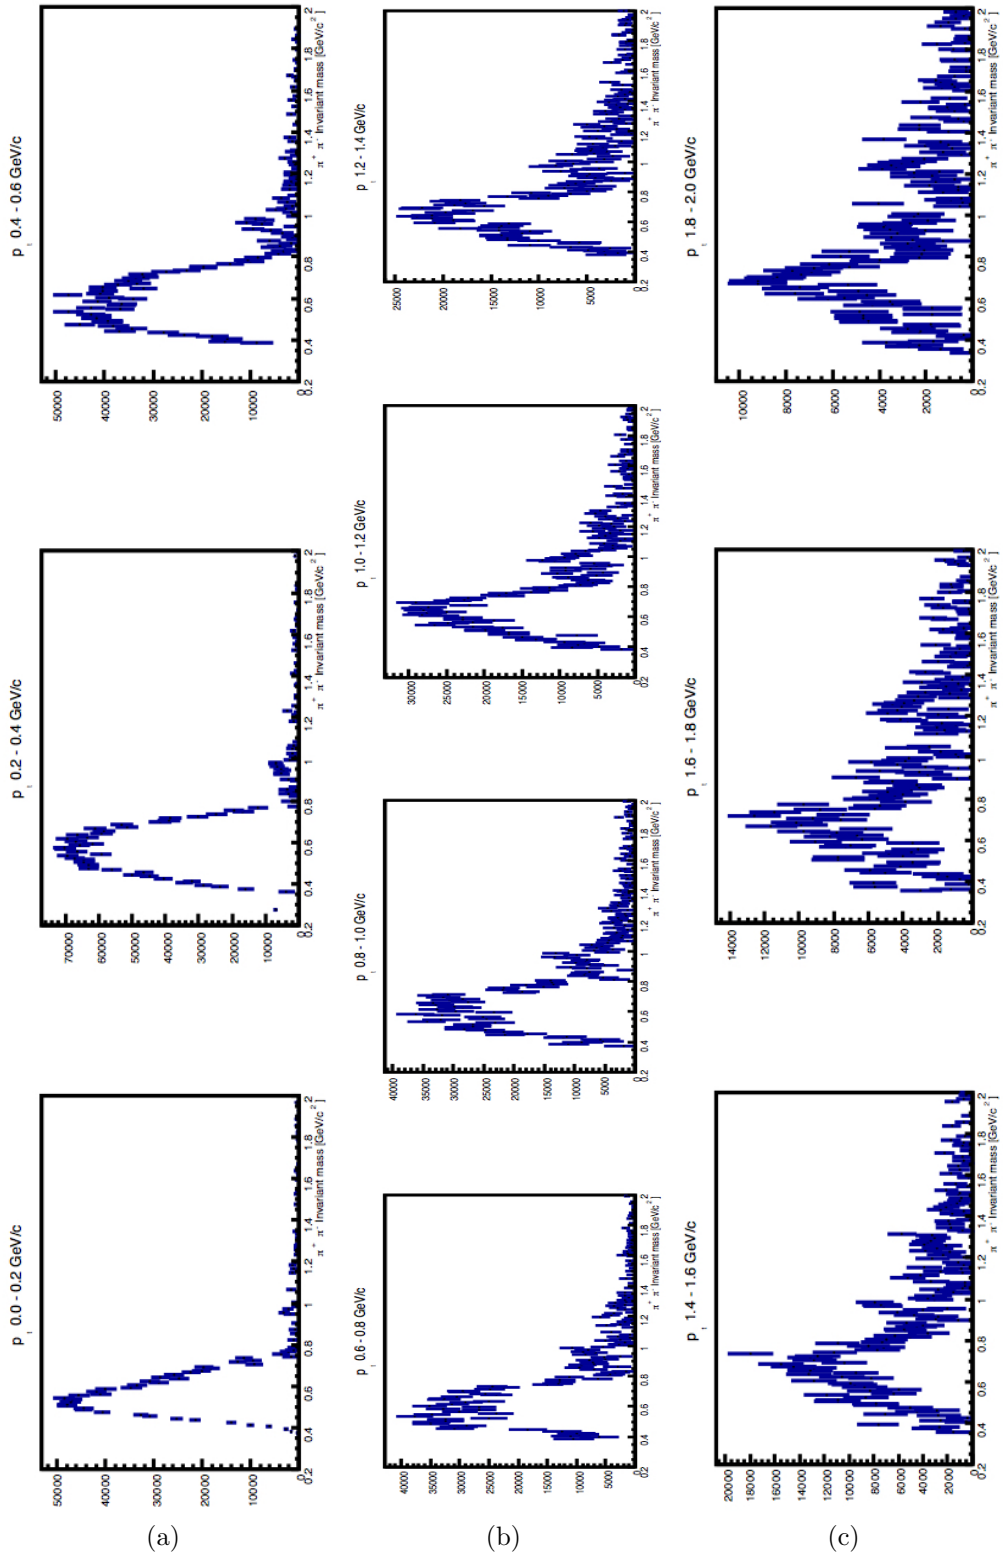 p_t 0.0 - 0.2 GeV/c
50000
40000
30000
20000
10000
0
0.2 0.4 0.6 0.8 1 1.2 1.4 1.6 1.8 2
π⁺ π⁻ Invariant mass [GeV/c²]
p_t 0.2 - 0.4 GeV/c
70000
60000
50000
40000
30000
20000
10000
0
0.2 0.4 0.6 0.8 1 1.2 1.4 1.6 1.8 2
π⁺ π⁻ Invariant mass [GeV/c²]
p_t 0.4 - 0.6 GeV/c
50000
40000
30000
20000
10000
0
0.2 0.4 0.6 0.8 1 1.2 1.4 1.6 1.8 2
π⁺ π⁻ Invariant mass [GeV/c²]
(a)
p_t 0.6 - 0.8 GeV/c
40000
35000
30000
25000
20000
15000
10000
5000
0
0.2 0.4 0.6 0.8 1 1.2 1.4 1.6 1.8 2
π⁺ π⁻ Invariant mass [GeV/c²]
p_t 0.8 - 1.0 GeV/c
40000
35000
30000
25000
20000
15000
10000
5000
0
0.2 0.4 0.6 0.8 1 1.2 1.4 1.6 1.8 2
π⁺ π⁻ Invariant mass [GeV/c²]
p_t 1.0 - 1.2 GeV/c
30000
25000
20000
15000
10000
5000
0
0.2 0.4 0.6 0.8 1 1.2 1.4 1.6 1.8 2
π⁺ π⁻ Invariant mass [GeV/c²]
p_t 1.2 - 1.4 GeV/c
25000
20000
15000
10000
5000
0
0.2 0.4 0.6 0.8 1 1.2 1.4 1.6 1.8 2
π⁺ π⁻ Invariant mass [GeV/c²]
(b)
p_t 1.4 - 1.6 GeV/c
20000
18000
16000
14000
12000
10000
8000
6000
4000
2000
0
0.2 0.4 0.6 0.8 1 1.2 1.4 1.6 1.8 2
π⁺ π⁻ Invariant mass [GeV/c²]
p_t 1.6 - 1.8 GeV/c
14000
12000
10000
8000
6000
4000
2000
0
0.2 0.4 0.6 0.8 1 1.2 1.4 1.6 1.8 2
π⁺ π⁻ Invariant mass [GeV/c²]
p_t 1.8 - 2.0 GeV/c
10000
8000
6000
4000
2000
0
0.2 0.4 0.6 0.8 1 1.2 1.4 1.6 1.8 2
π⁺ π⁻ Invariant mass [GeV/c²]
(c)